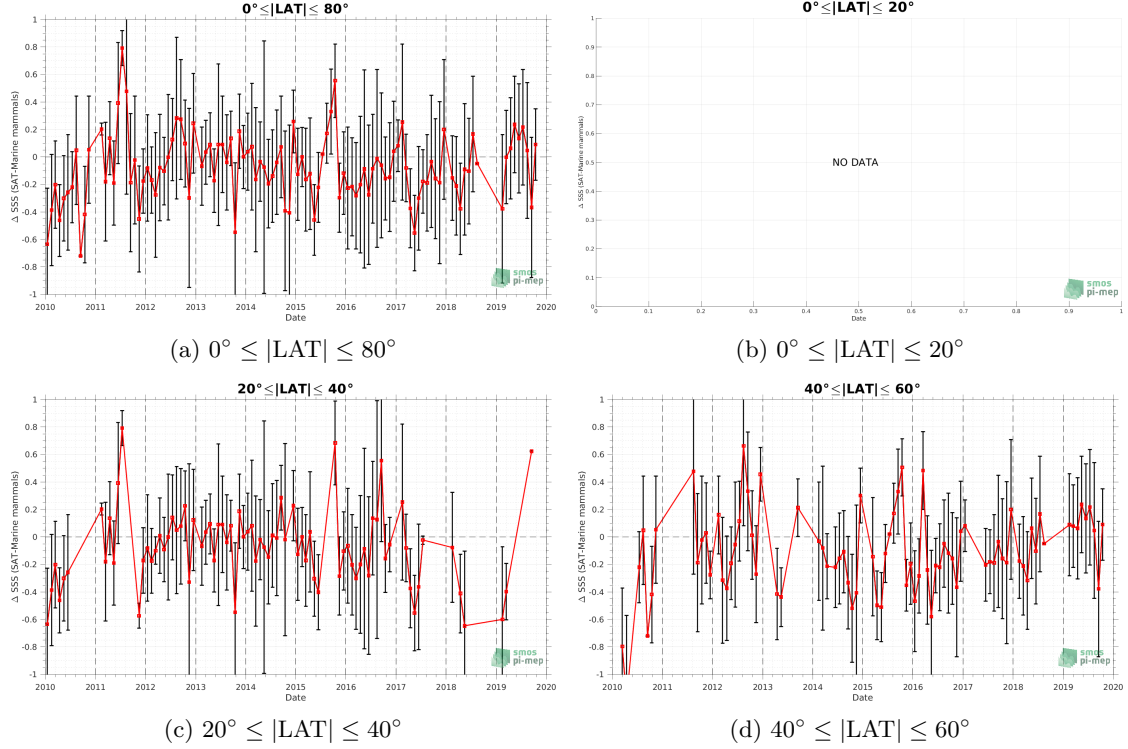 0°≤|LAT|≤ 80°
Δ SSS (SAT-Marine mammals)
1
0.8
0.6
0.4
0.2
0
-0.2
-0.4
-0.6
-0.8
-1
2010 2011 2012 2013 2014 2015 2016 2017 2018 2019 2020
Date
smos
pi-mep
(a) 0° ≤ |LAT| ≤ 80°
0°≤|LAT|≤ 20°
Δ SSS (SAT-Marine mammals)
1
0.9
0.8
0.7
0.6
0.5
0.4
0.3
0.2
0.1
0
NO DATA
0 0.1 0.2 0.3 0.4 0.5 0.6 0.7 0.8 0.9 1
Date
smos
pi-mep
(b) 0° ≤ |LAT| ≤ 20°
20°≤|LAT|≤ 40°
Δ SSS (SAT-Marine mammals)
1
0.8
0.6
0.4
0.2
0
-0.2
-0.4
-0.6
-0.8
-1
2010 2011 2012 2013 2014 2015 2016 2017 2018 2019 2020
Date
smos
pi-mep
(c) 20° ≤ |LAT| ≤ 40°
40°≤|LAT|≤ 60°
Δ SSS (SAT-Marine mammals)
1
0.8
0.6
0.4
0.2
0
-0.2
-0.4
-0.6
-0.8
-1
2010 2011 2012 2013 2014 2015 2016 2017 2018 2019 2020
Date
smos
pi-mep
(d) 40° ≤ |LAT| ≤ 60°